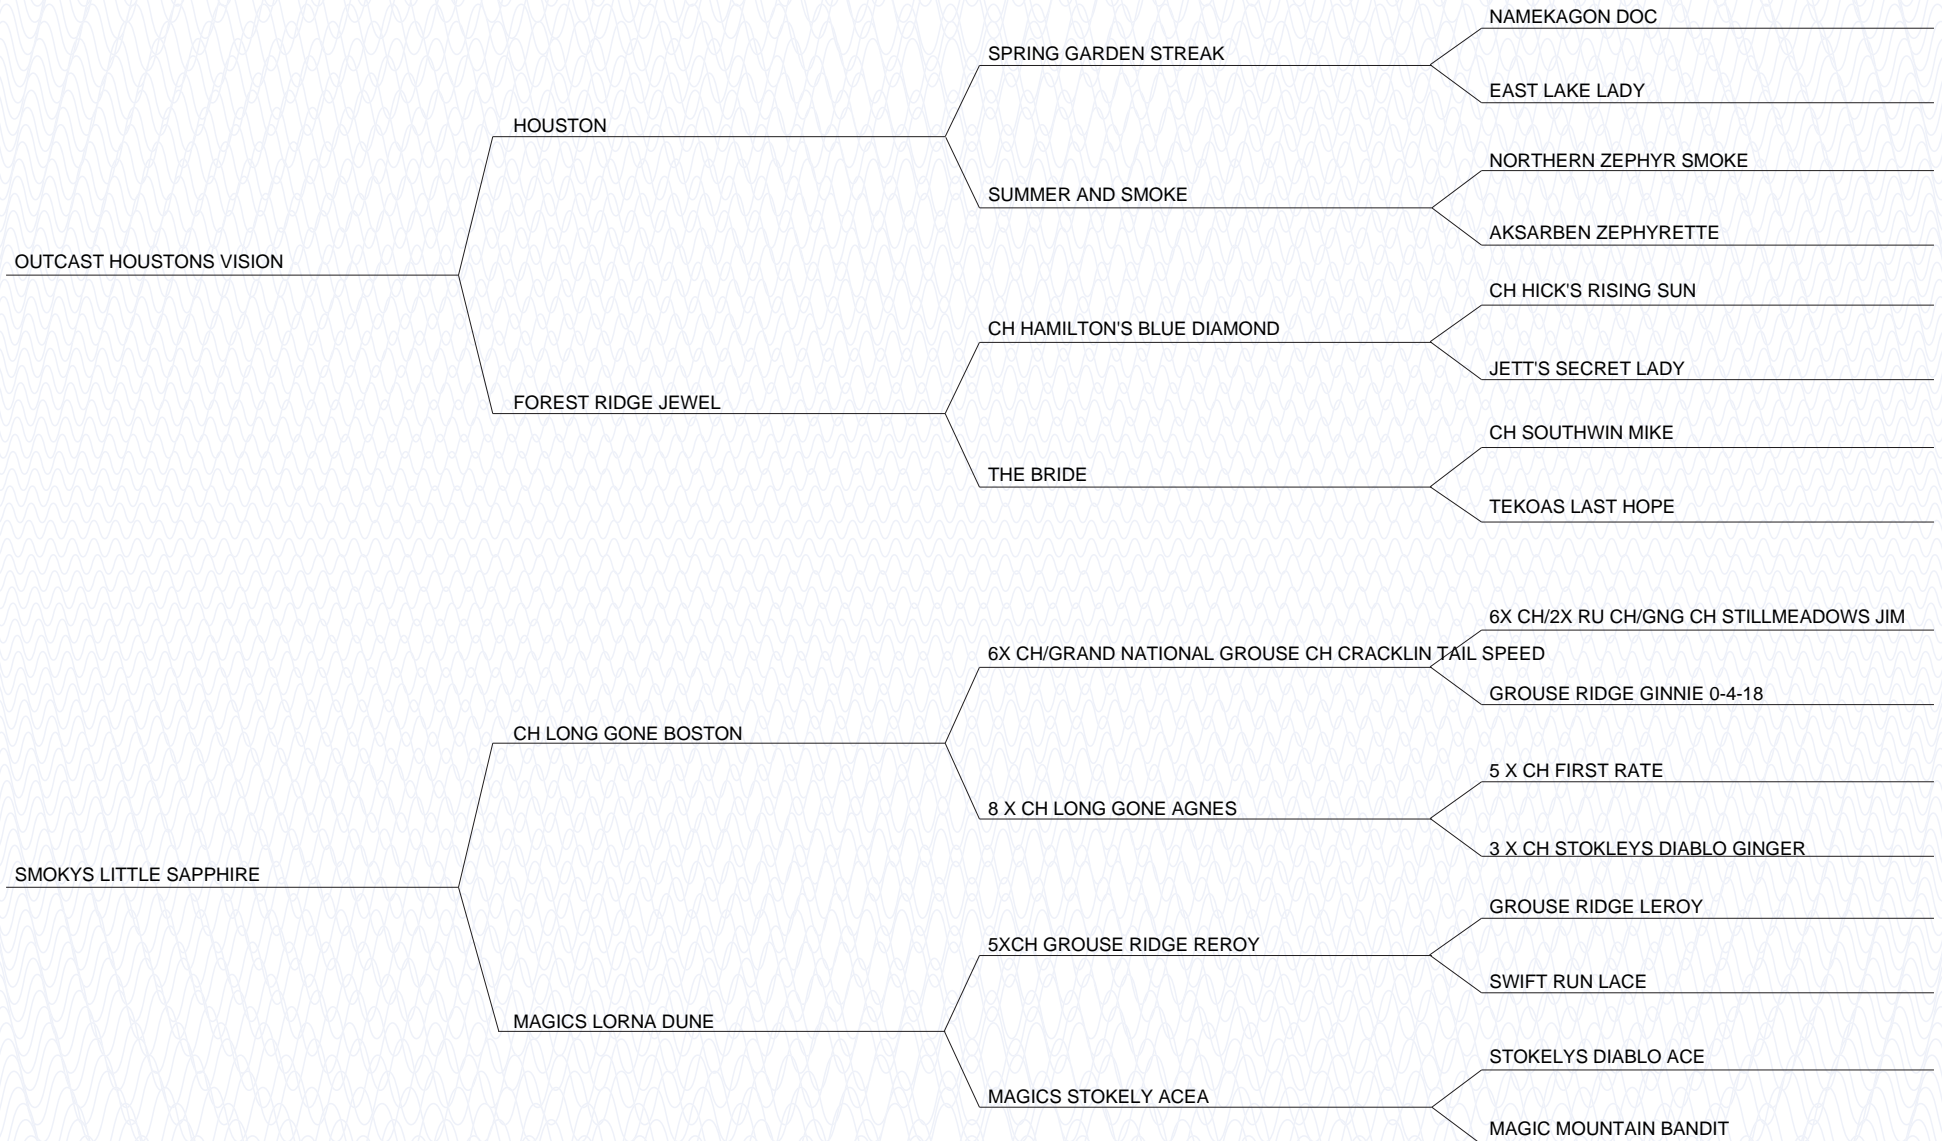 NAMEKAGON DOC
SPRING GARDEN STREAK
EAST LAKE LADY
HOUSTON
NORTHERN ZEPHYR SMOKE
SUMMER AND SMOKE
AKSARBEN ZEPHYRETTE
OUTCAST HOUSTONS VISION
CH HICK'S RISING SUN
CH HAMILTON'S BLUE DIAMOND
JETT'S SECRET LADY
FOREST RIDGE JEWEL
CH SOUTHWIN MIKE
THE BRIDE
TEKOAS LAST HOPE
6X CH/2X RU CH/GNG CH STILLMEADOWS JIM
6X CH/GRAND NATIONAL GROUSE CH CRACKLIN TAIL SPEED
GROUSE RIDGE GINNIE 0-4-18
CH LONG GONE BOSTON
5 X CH FIRST RATE
8 X CH LONG GONE AGNES
3 X CH STOKLEYS DIABLO GINGER
SMOKYS LITTLE SAPPHIRE
GROUSE RIDGE LEROY
5XCH GROUSE RIDGE REROY
SWIFT RUN LACE
MAGICS LORNA DUNE
STOKELYS DIABLO ACE
MAGICS STOKELY ACEA
MAGIC MOUNTAIN BANDIT